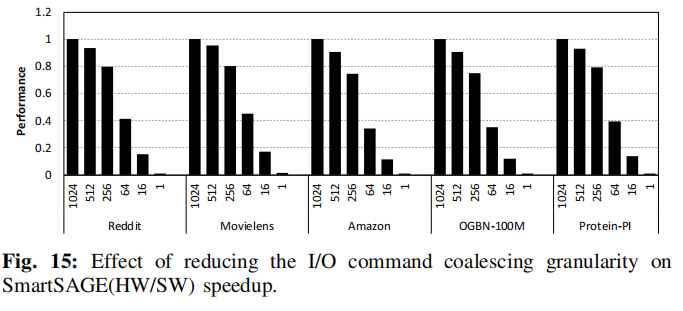 1.2
1
0.8
0.6
0.4
0.2
0
Performance
1024 512 256 64 16 1 1024 512 256 64 16 1 1024 512 256 64 16 1 1024 512 256 64 16 1 1024 512 256 64 16 1
Reddit Movielens Amazon OGBN-100M Protein-PI
Fig. 15: Effect of reducing the I/O command coalescing granularity on
SmartSAGE(HW/SW) speedup.